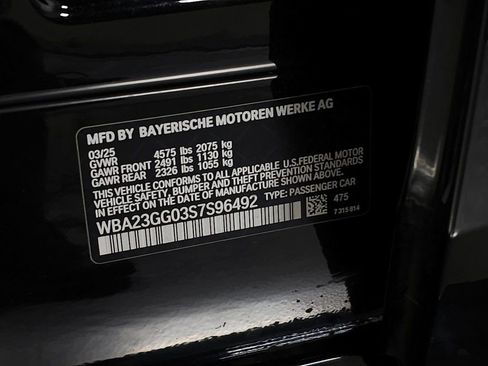 MFD BY BAYERISCHE MOTOREN WERKE AG
03/25
GVWR 4575 lbs 2075 kg
GAWR FRONT 2491 lbs 1130 kg
GAWR REAR 2326 lbs 1055 kg
THIS VEHICLE CONFORMS TO ALL APPLICABLE U.S.FEDERAL MOTOR
VEHICLE SAFETY, BUMPER AND THEFT PREVENTION STANDARDS
IN EFFECT ON THE DATE OF MANUFACTURE SHOWN ABOVE.
WBA23GG03S7S96492 TYPE: PASSENGER CAR
475
7 315 814